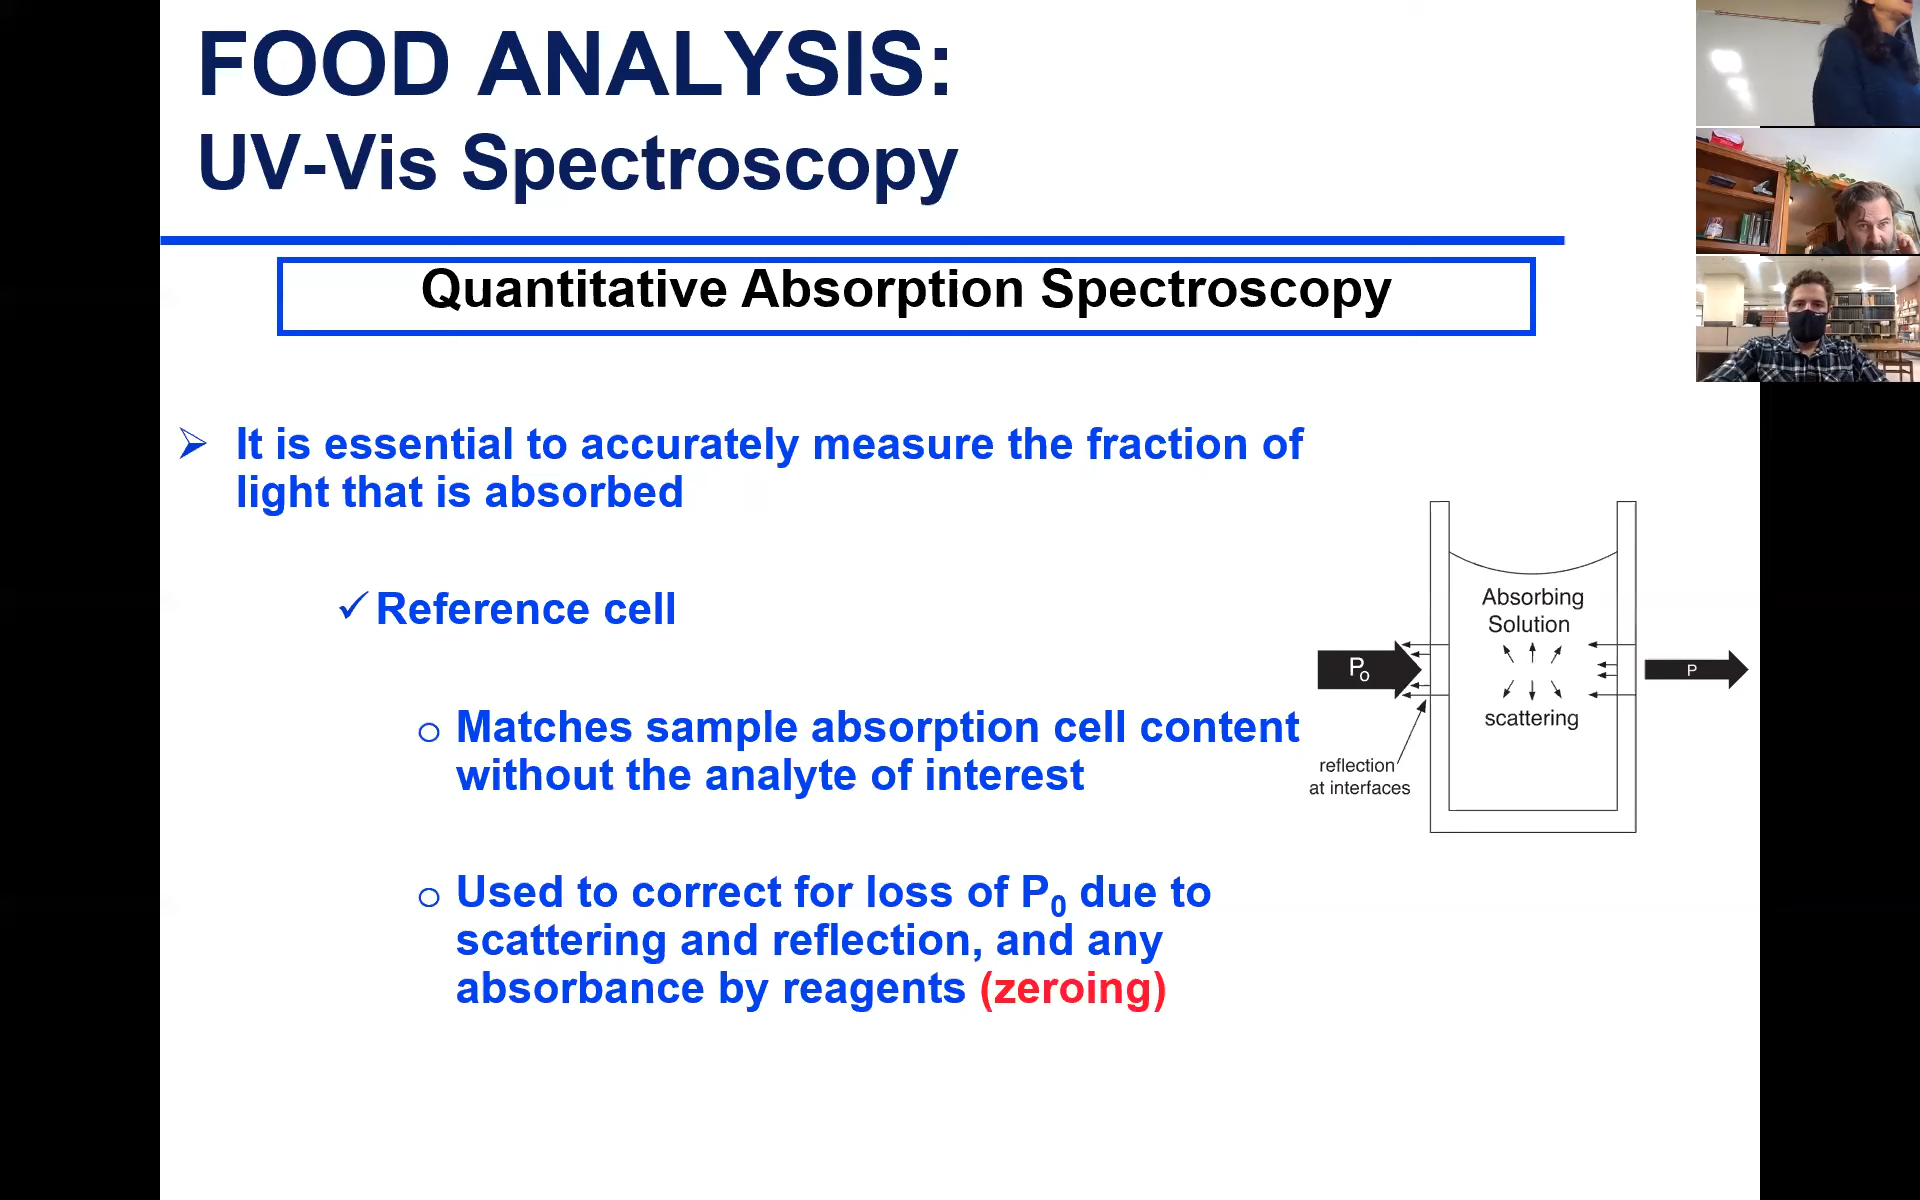 FOOD ANALYSIS:
UV-Vis Spectroscopy
Quantitative Absorption Spectroscopy
➢ It is essential to accurately measure the fraction of
light that is absorbed
✓ Reference cell
o Matches sample absorption cell content
without the analyte of interest
o Used to correct for loss of P₀ due to
scattering and reflection, and any
absorbance by reagents (zeroing)
Absorbing
Solution
P₀
P
scattering
reflection
at interfaces